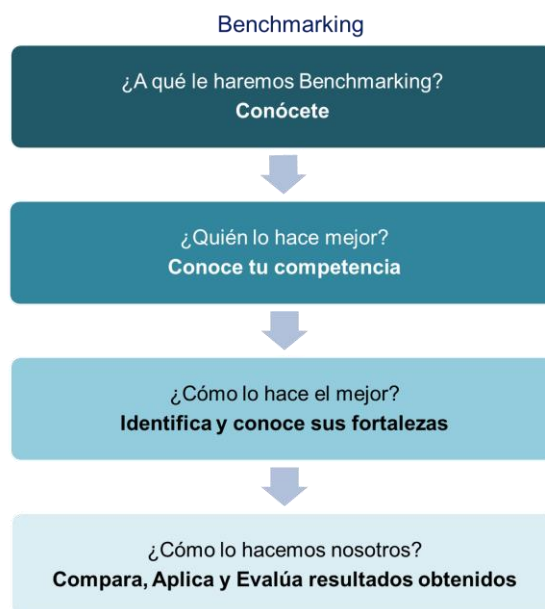 Benchmarking
¿A qué le haremos Benchmarking?
Conócete
¿Quién lo hace mejor?
Conoce tu competencia
¿Cómo lo hace el mejor?
Identifica y conoce sus fortalezas
¿Cómo lo hacemos nosotros?
Compara, Aplica y Evalúa resultados obtenidos